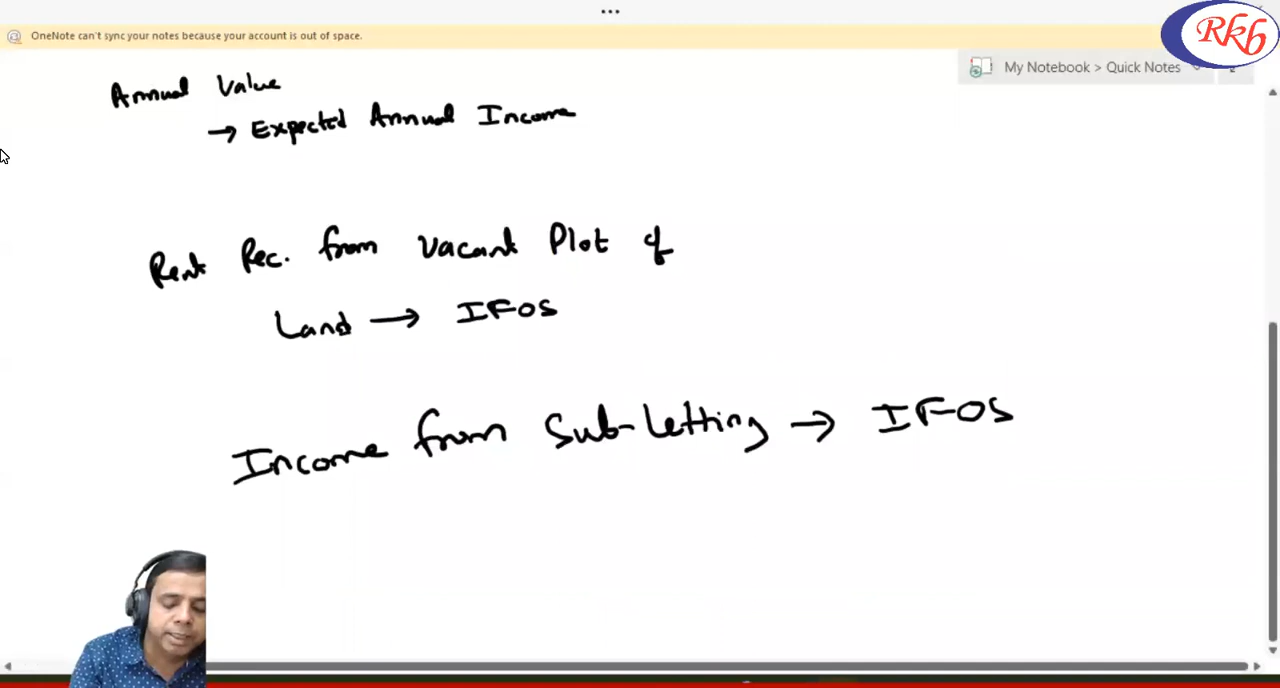 Rkb
OneNote can't sync your notes because your account is out of space.
My Notebook > Quick Notes
Annual Value
→ Expected Annual Income
Rent Rec. from Vacant Plot of
Land → IFOS
Income from Sub-letting → IFOS